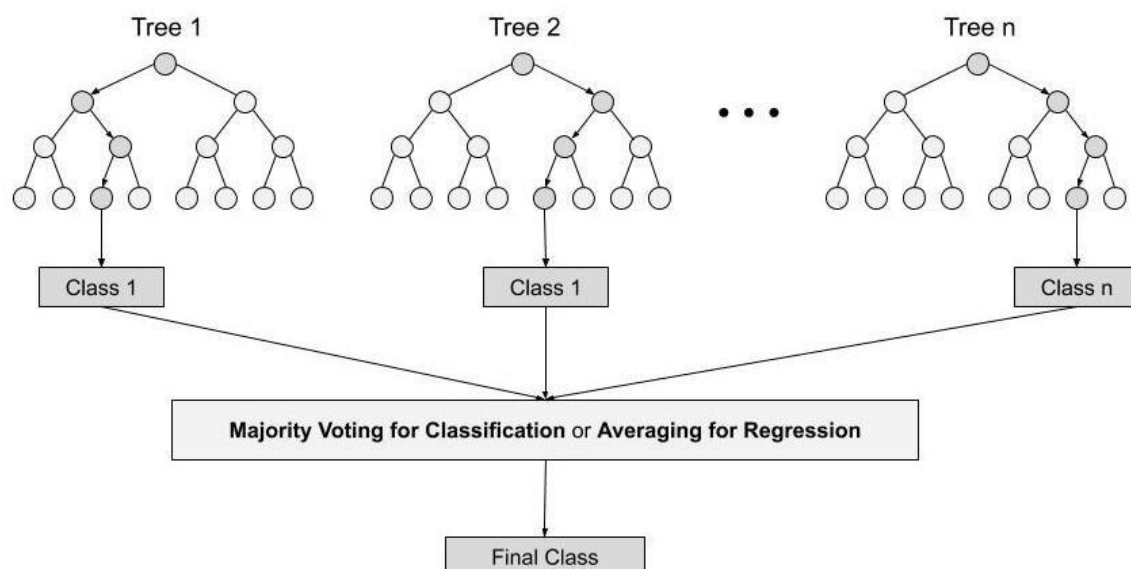 Tree 1
Tree 2
Tree n
Class 1
Class 1
Class n
Majority Voting for Classification or Averaging for Regression
Final Class